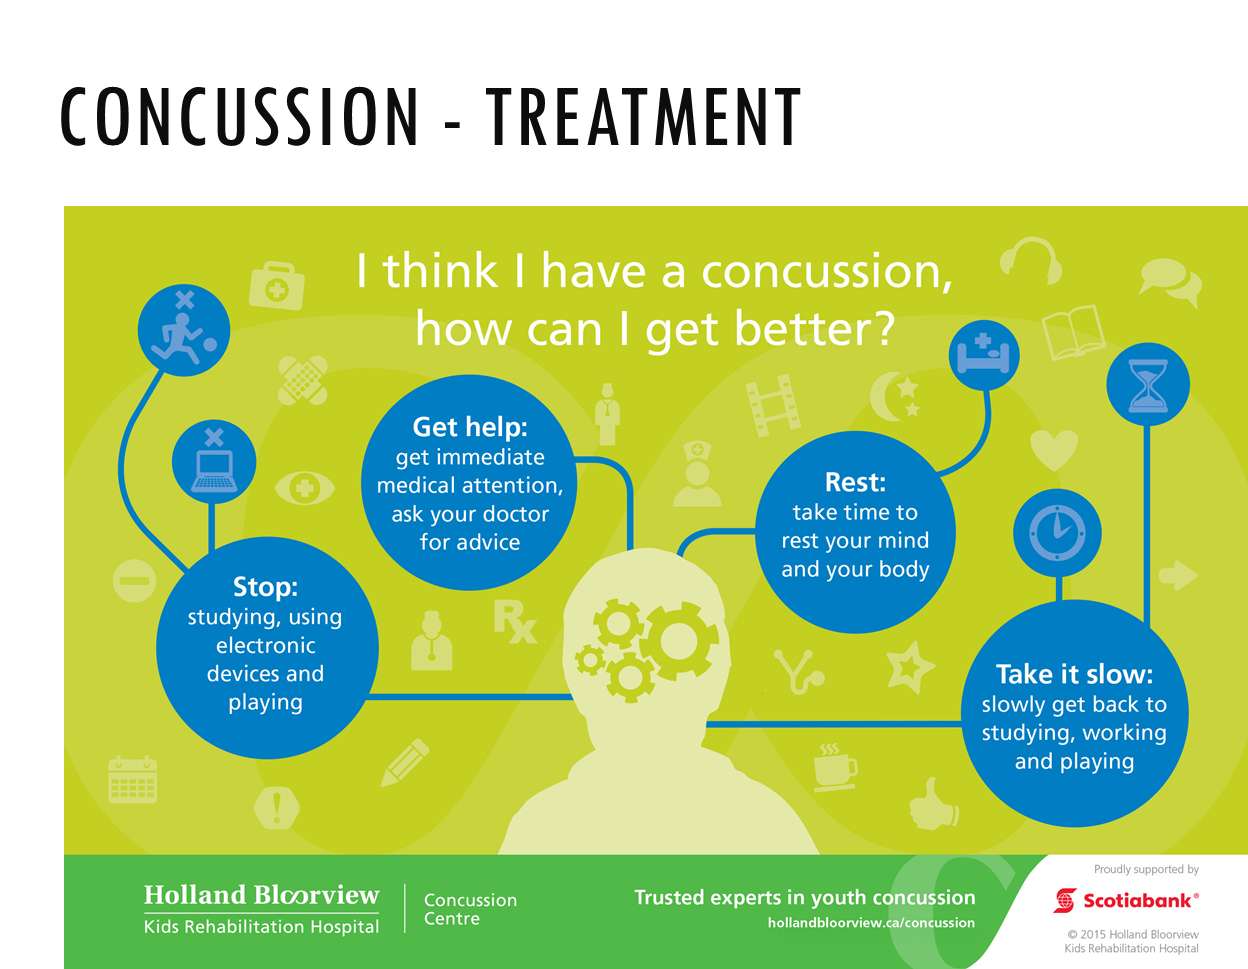 CONCUSSION - TREATMENT
I think I have a concussion,
how can I get better?
Get help:
get immediate
medical attention,
ask your doctor
for advice
Rest:
take time to
rest your mind
and your body
Stop:
studying, using
electronic
devices and
playing
Rx
Take it slow:
slowly get back to
studying, working
and playing
Holland Bloorview
Kids Rehabilitation Hospital
Concussion
Centre
Trusted experts in youth concussion
hollandbloorview.ca/concussion
Proudly supported by
Scotiabank®
© 2015 Holland Bloorview
Kids Rehabilitation Hospital